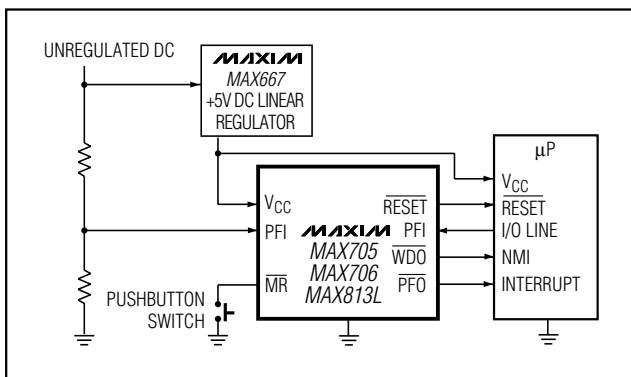 UNREGULATED DC
MAXIM
MAX667
+5V DC LINEAR
REGULATOR
µP
VCC
RESET
I/O LINE
NMI
INTERRUPT
VCC
PFI
MR
MAXIM
MAX705
MAX706
MAX813L
RESET
PFI
WDO
PFO
PUSHBUTTON
SWITCH